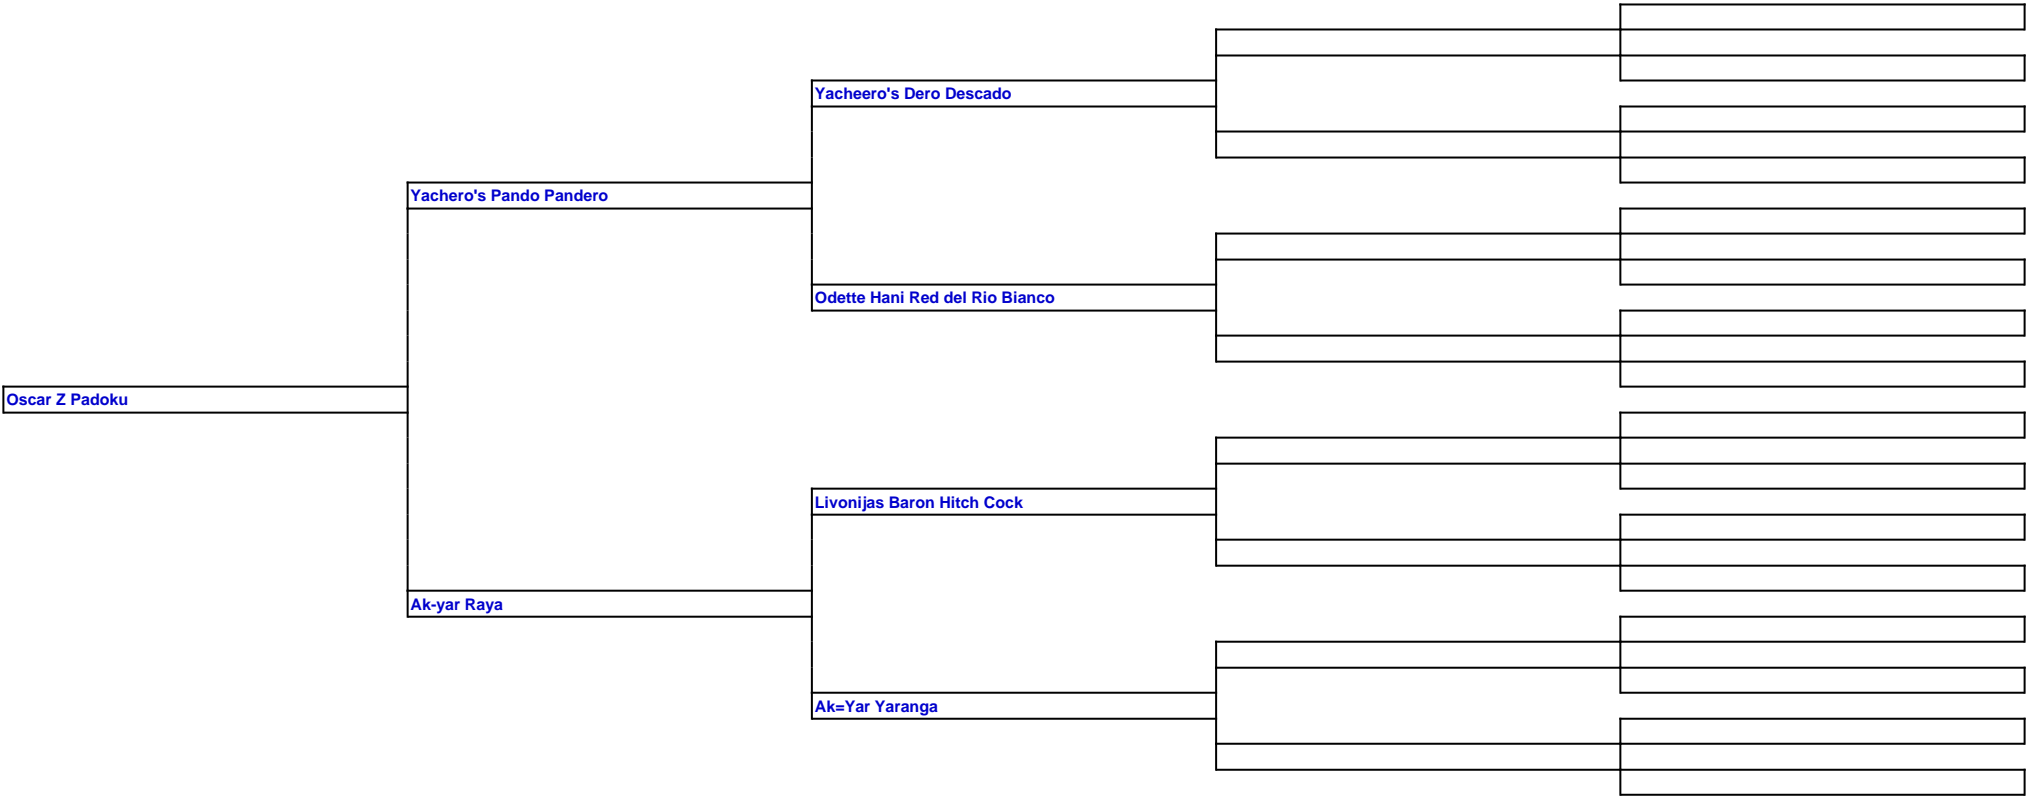 Yacheero's Dero Descado
Yachero's Pando Pandero
Odette Hani Red del Rio Bianco
Oscar Z Padoku
Livonijas Baron Hitch Cock
Ak-yar Raya
Ak=Yar Yaranga